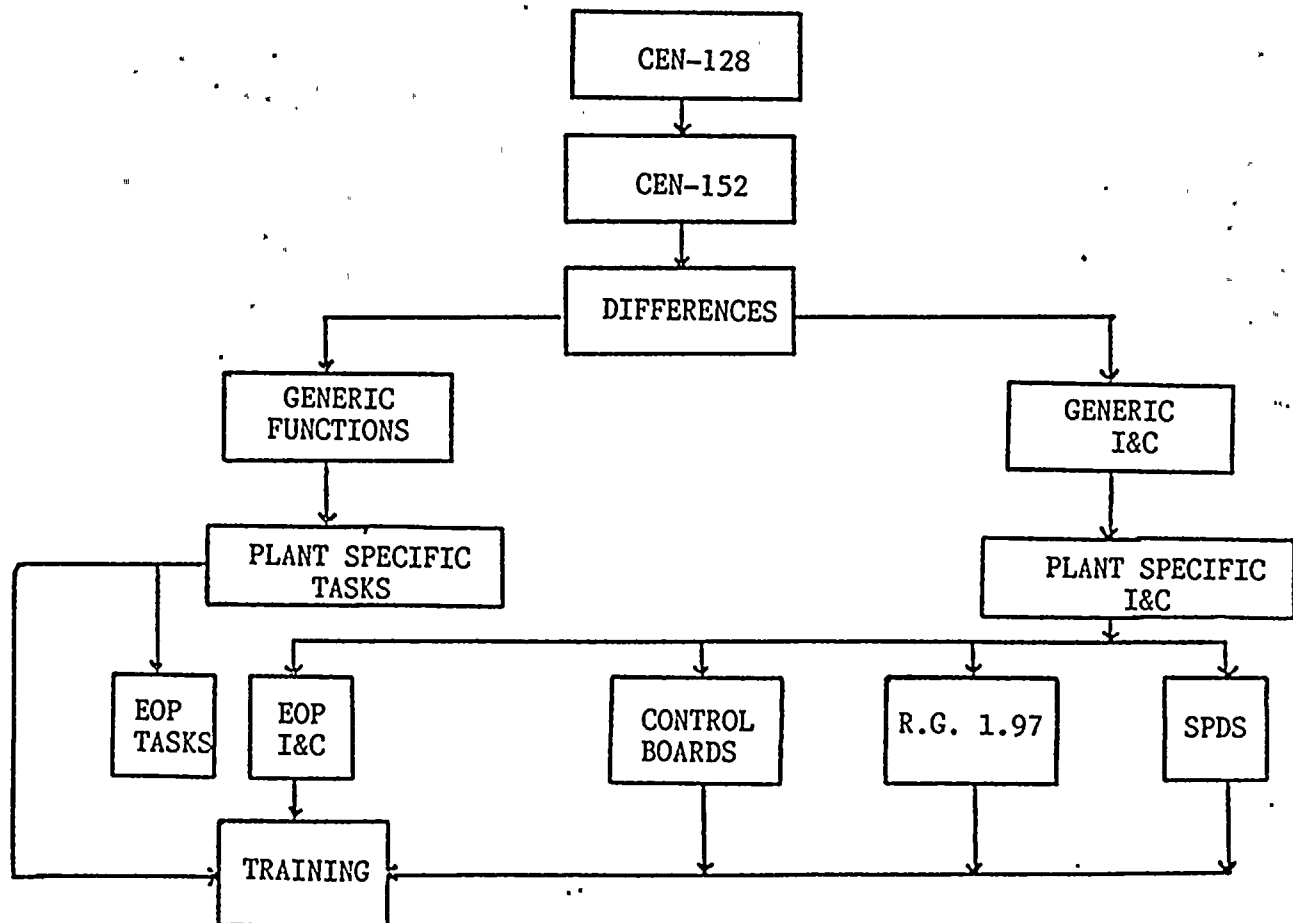 CEN-128
CEN-152
DIFFERENCES
GENERIC
FUNCTIONS
GENERIC
I&C
PLANT SPECIFIC
TASKS
PLANT SPECIFIC
I&C
EOP
TASKS
EOP
I&C
CONTROL
BOARDS
R.G. 1.97
SPDS
TRAINING